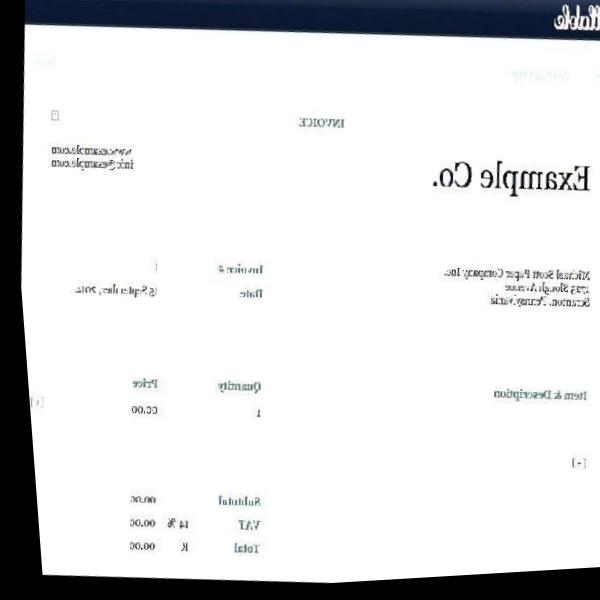 INVOICE
Example Co.
www.example.com
info@example.com
Michael Scott Paper Company Inc.
1725 Slough Avenue
Scranton, Pennsylvania
Invoice # 1
Date 15 September, 2012
Item & Description Quantity Price
1 00.00 [x]
[+]
Subtotal 00.00
VAT 14 % 00.00
Total R 00.00